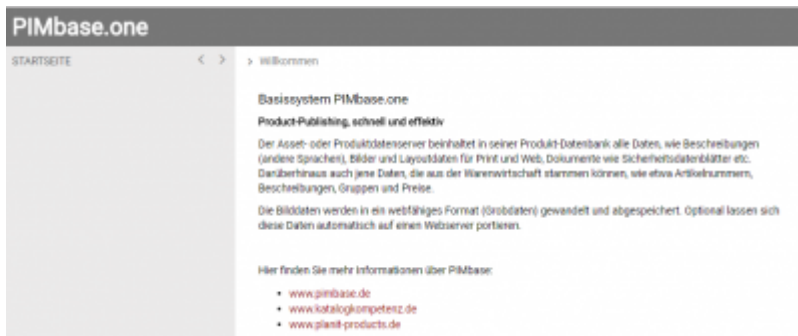 PIMbase.one
STARTSEITE
< >
> Willkommen
Basissystem PIMbase.one
Product-Publishing, schnell und effektiv
Der Asset- oder Produktdatenserver beinhaltet in seiner Produkt-Datenbank alle Daten, wie Beschreibungen
(andere Sprachen), Bilder und Layoutdaten für Print und Web, Dokumente wie Sicherheitsdatenblätter etc.
Darüberhinaus auch jene Daten, die aus der Warenwirtschaft stammen können, wie etwa Artikelnummern,
Beschreibungen, Gruppen und Preise.
Die Bilddaten werden in ein webfähiges Format (Grobdaten) gewandelt und abgespeichert. Optional lassen sich
diese Daten automatisch auf einen Webserver portieren.
Hier finden Sie mehr Informationen über PIMbase:
• www.pimbase.de
• www.katalogkompetenz.de
• www.planit-products.de